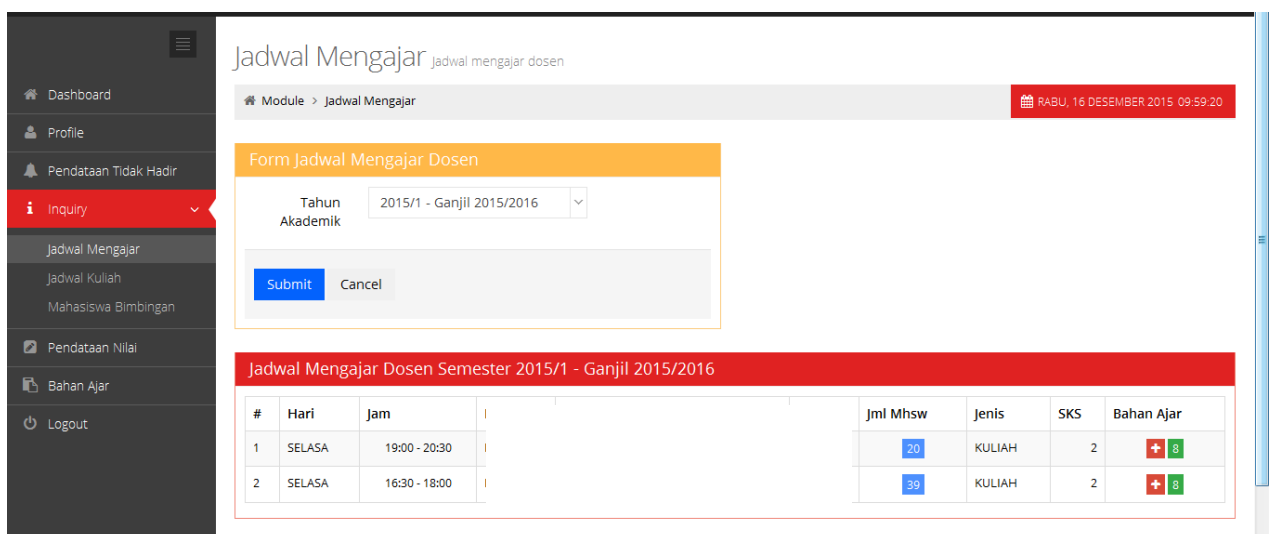 Jadwal Mengajar Jadwal mengajar dosen
Dashboard
Profile
Pendataan Tidak Hadir
Inquiry
Jadwal Mengajar
Jadwal Kuliah
Mahasiswa Bimbingan
Pendataan Nilai
Bahan Ajar
Logout
Module > Jadwal Mengajar
RABU, 16 DESEMBER 2015 09:59:20
Form Jadwal Mengajar Dosen
Tahun Akademik 2015/1 - Ganjil 2015/2016
Submit Cancel
Jadwal Mengajar Dosen Semester 2015/1 - Ganjil 2015/2016
# Hari Jam Jml Mhsw Jenis SKS Bahan Ajar
1 SELASA 19:00 - 20:30 20 KULIAH 2 8
2 SELASA 16:30 - 18:00 39 KULIAH 2 8